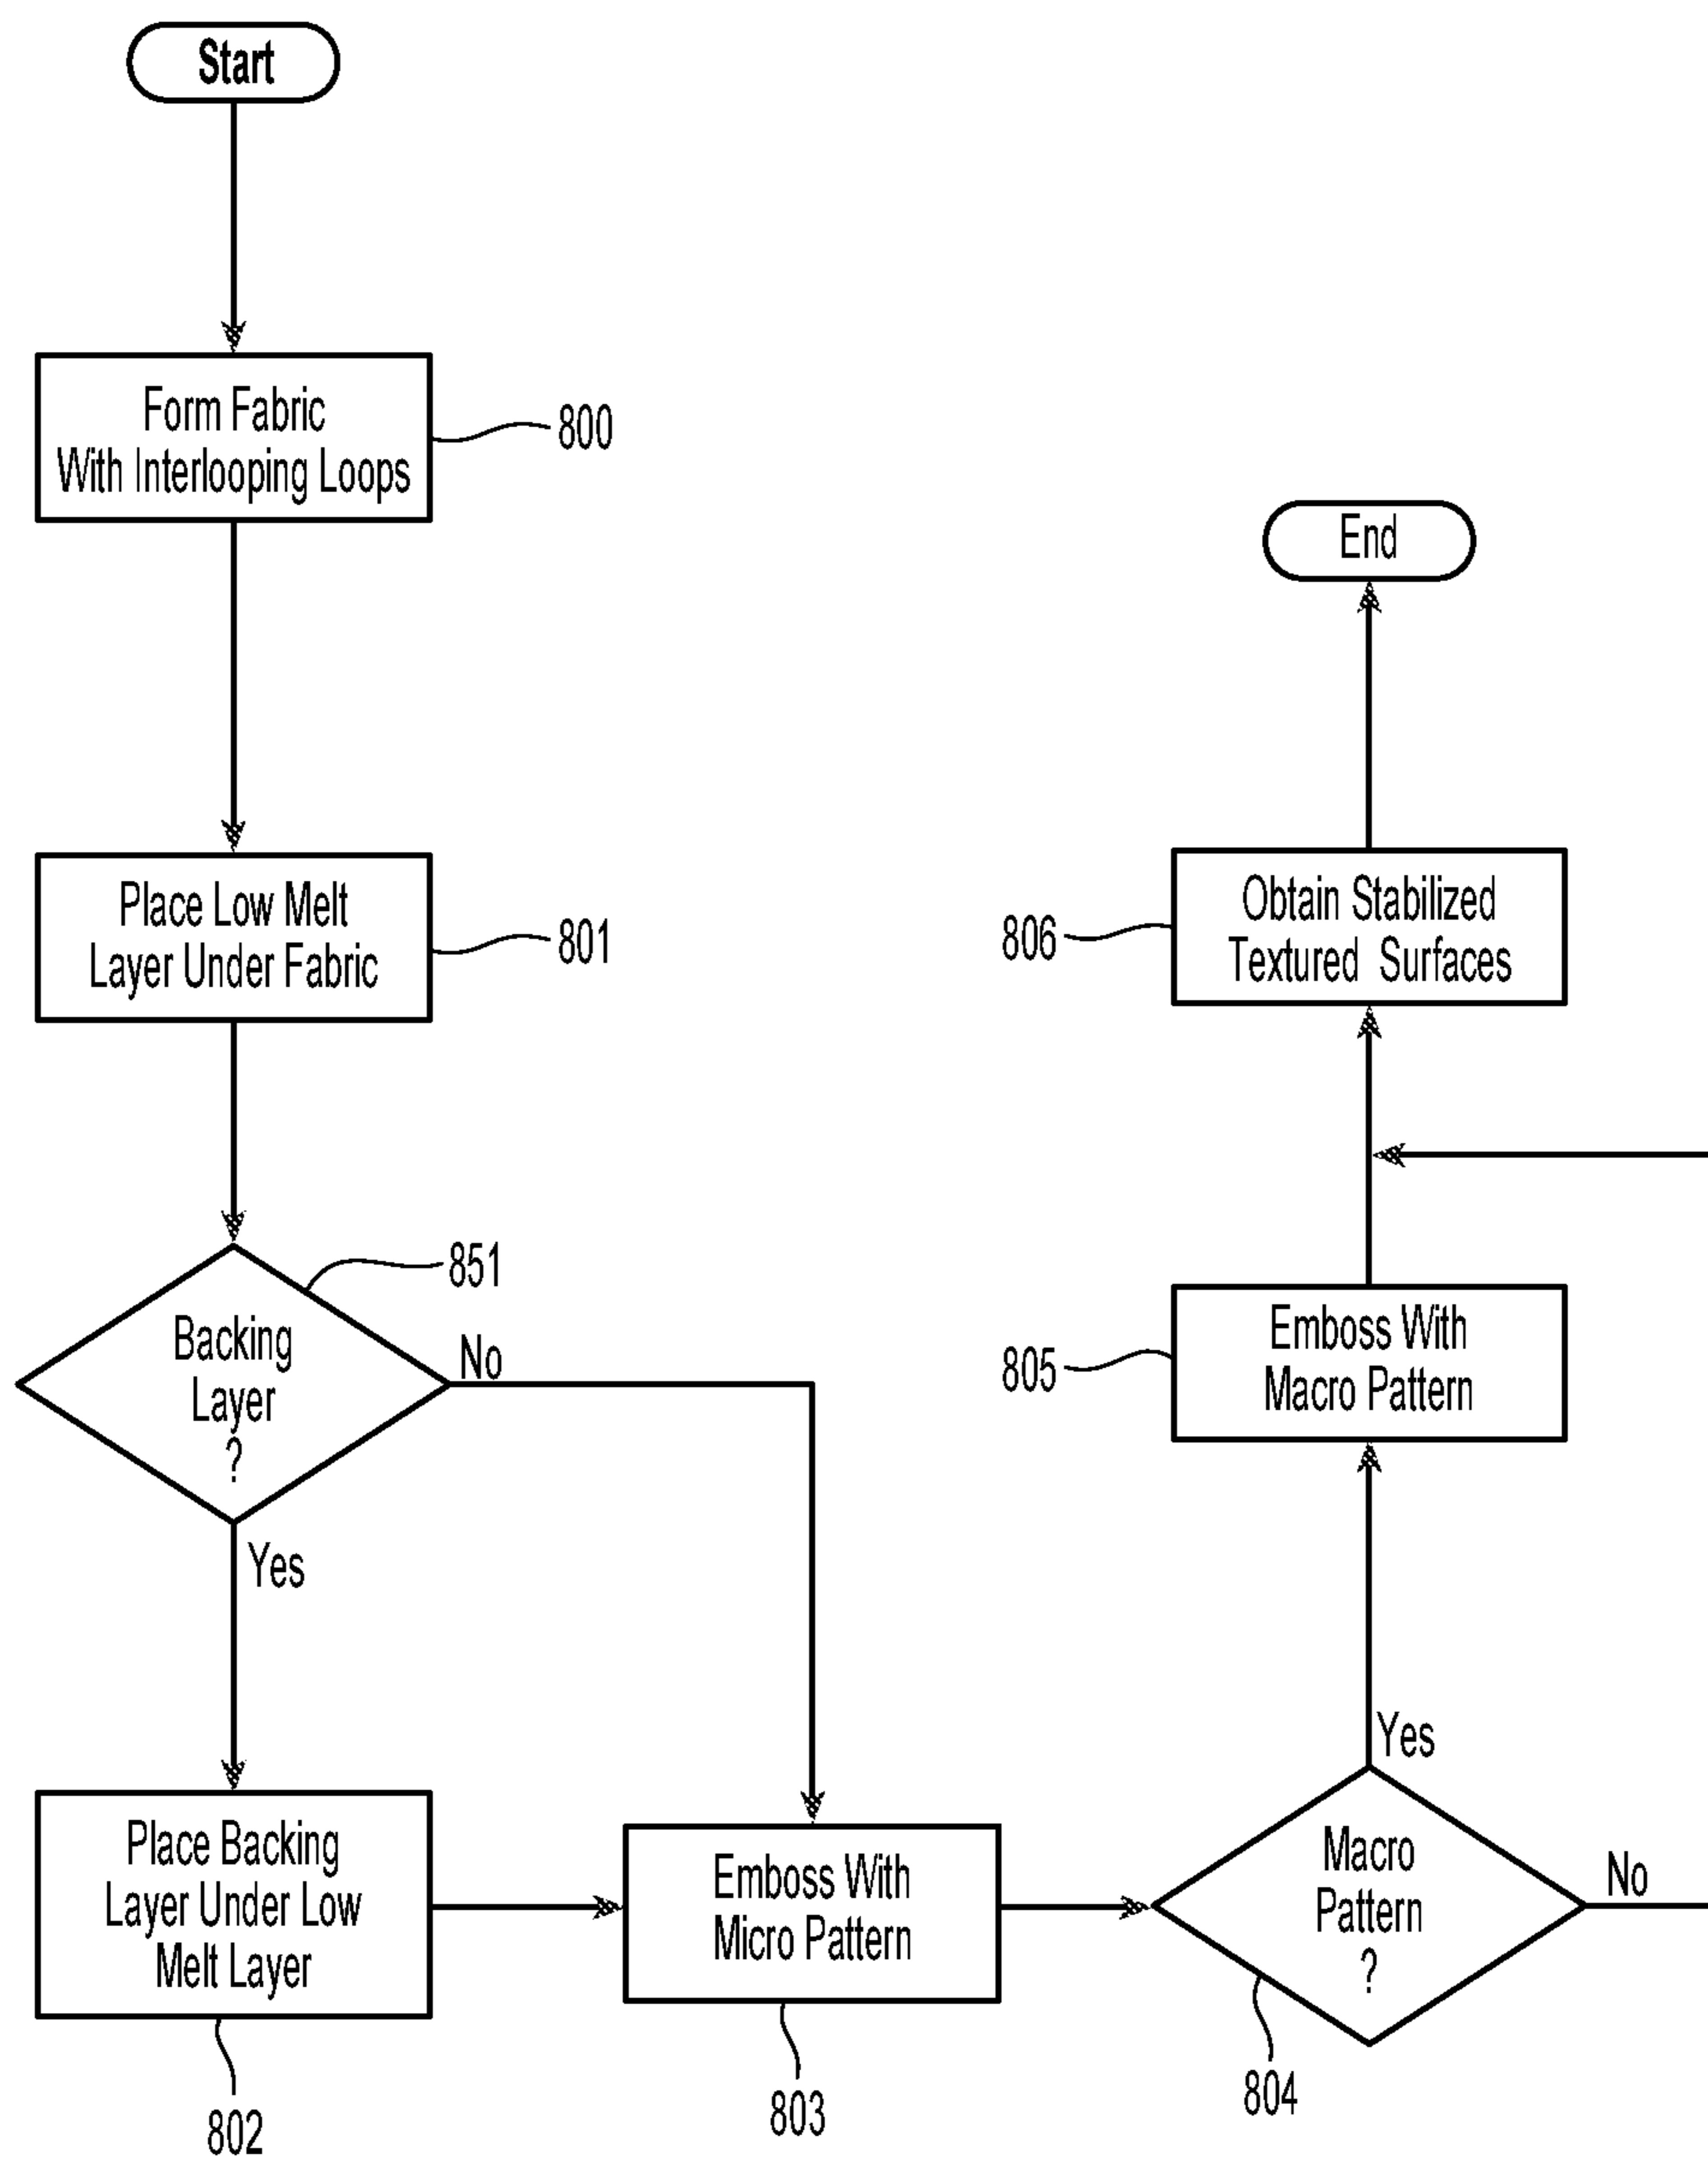 Start
Form Fabric
With Interlooping Loops
800
Place Low Melt
Layer Under Fabric
801
851
Backing
Layer
?
No
Yes
Place Backing
Layer Under Low
Melt Layer
802
Emboss With
Micro Pattern
803
Macro
Pattern
?
804
Yes
No
Emboss With
Macro Pattern
805
Obtain Stabilized
Textured Surfaces
806
End